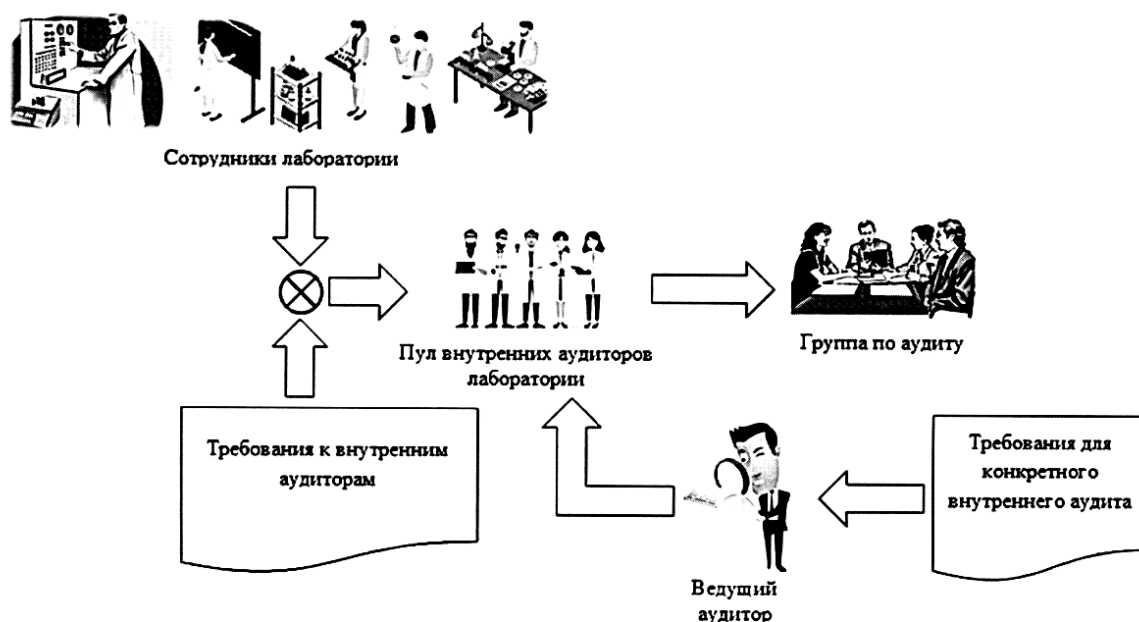 Сотрудники лаборатории
Пул внутренних аудиторов
лаборатории
Группа по аудиту
Требования к внутренним
аудиторам
Требования для
конкретного
внутреннего аудита
Ведущий
аудитор